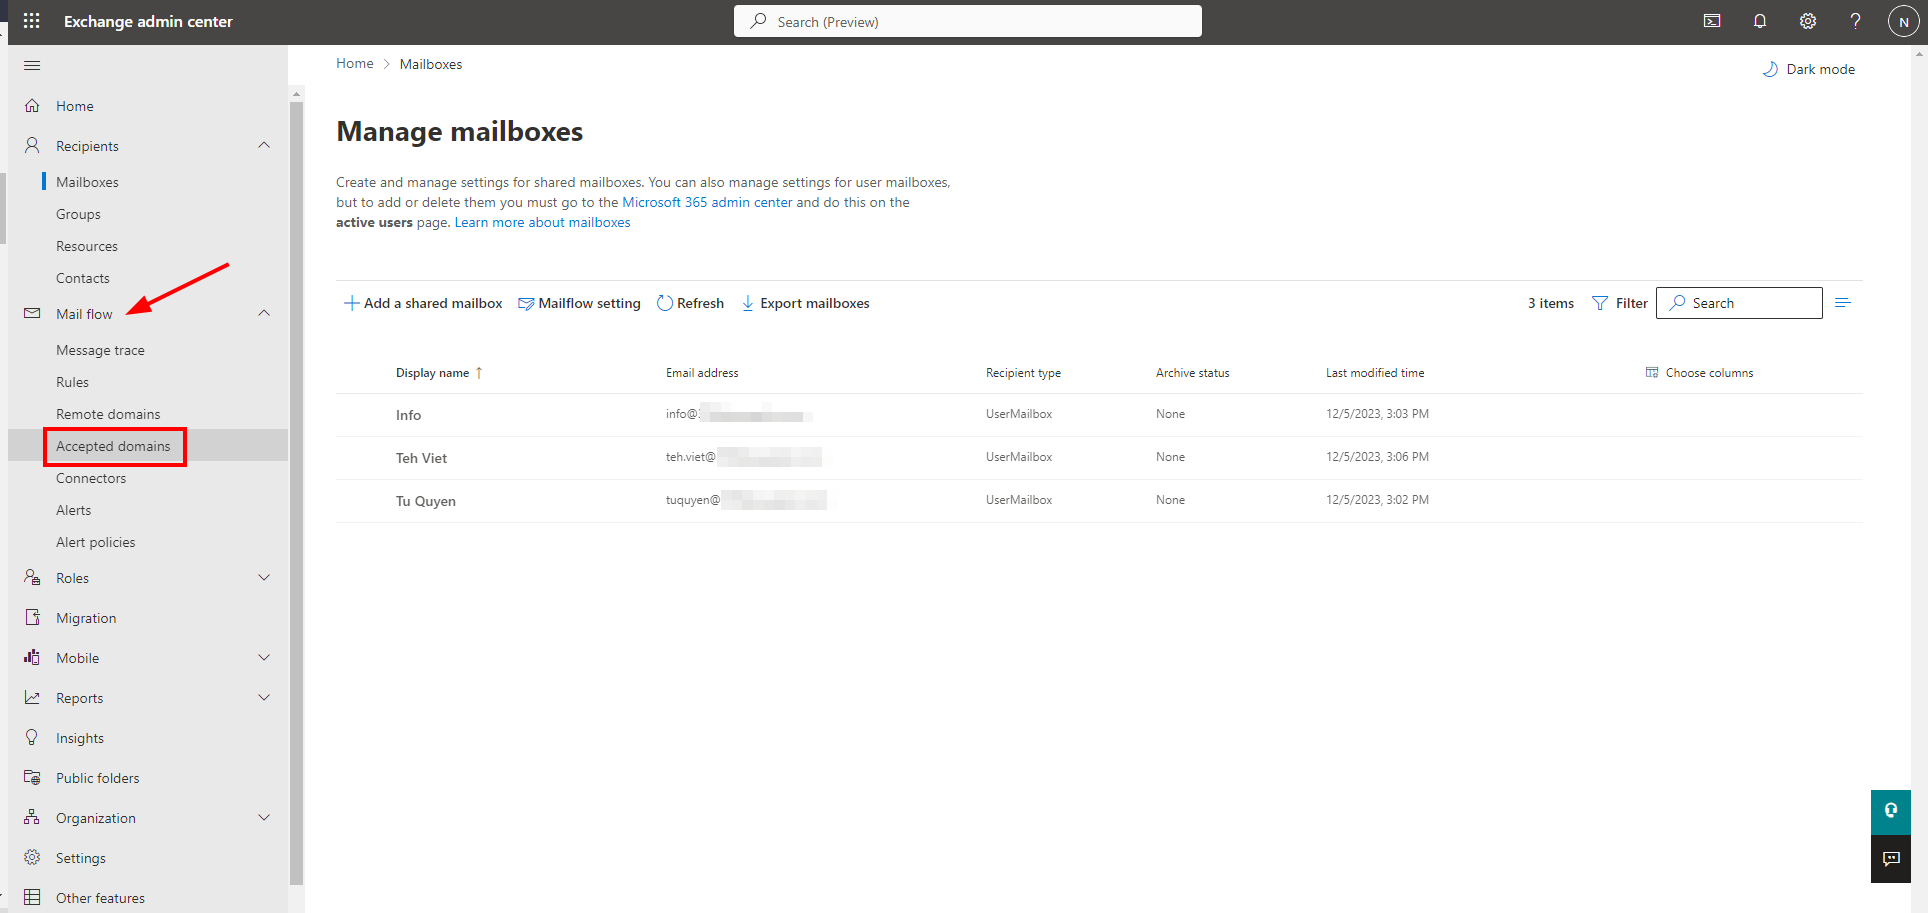 Exchange admin center
Search (Preview)
N
Home
Recipients
Mailboxes
Groups
Resources
Contacts
Mail flow
Message trace
Rules
Remote domains
Accepted domains
Connectors
Alerts
Alert policies
Roles
Migration
Mobile
Reports
Insights
Public folders
Organization
Settings
Other features
Home > Mailboxes
Dark mode
Manage mailboxes
Create and manage settings for shared mailboxes. You can also manage settings for user mailboxes,
but to add or delete them you must go to the Microsoft 365 admin center and do this on the
active users page. Learn more about mailboxes
Add a shared mailbox Mailflow setting Refresh Export mailboxes 3 items Filter Search
Display name ↑ Email address Recipient type Archive status Last modified time Choose columns
Info info@ UserMailbox None 12/5/2023, 3:03 PM
Teh Viet teh.viet@ UserMailbox None 12/5/2023, 3:06 PM
Tu Quyen tuquyen@ UserMailbox None 12/5/2023, 3:02 PM